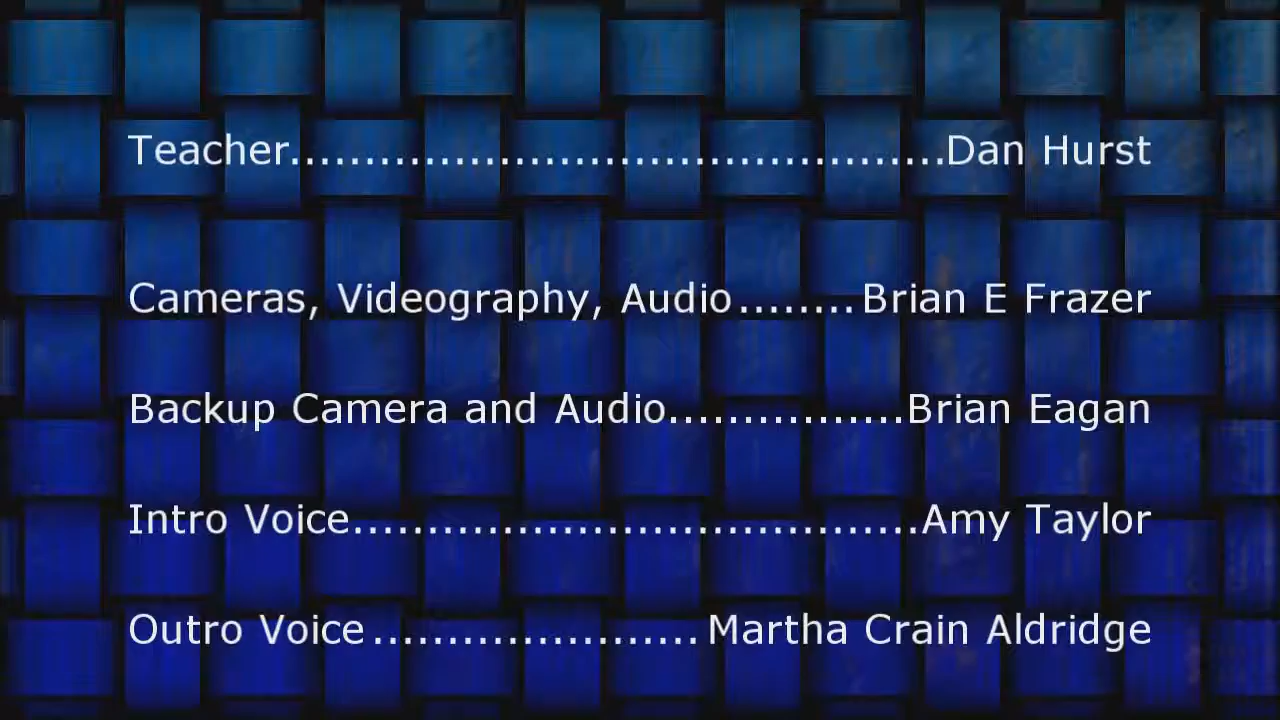 Teacher............................................Dan Hurst
Cameras, Videography, Audio........Brian E Frazer
Backup Camera and Audio................Brian Eagan
Intro Voice......................................Amy Taylor
Outro Voice......................Martha Crain Aldridge